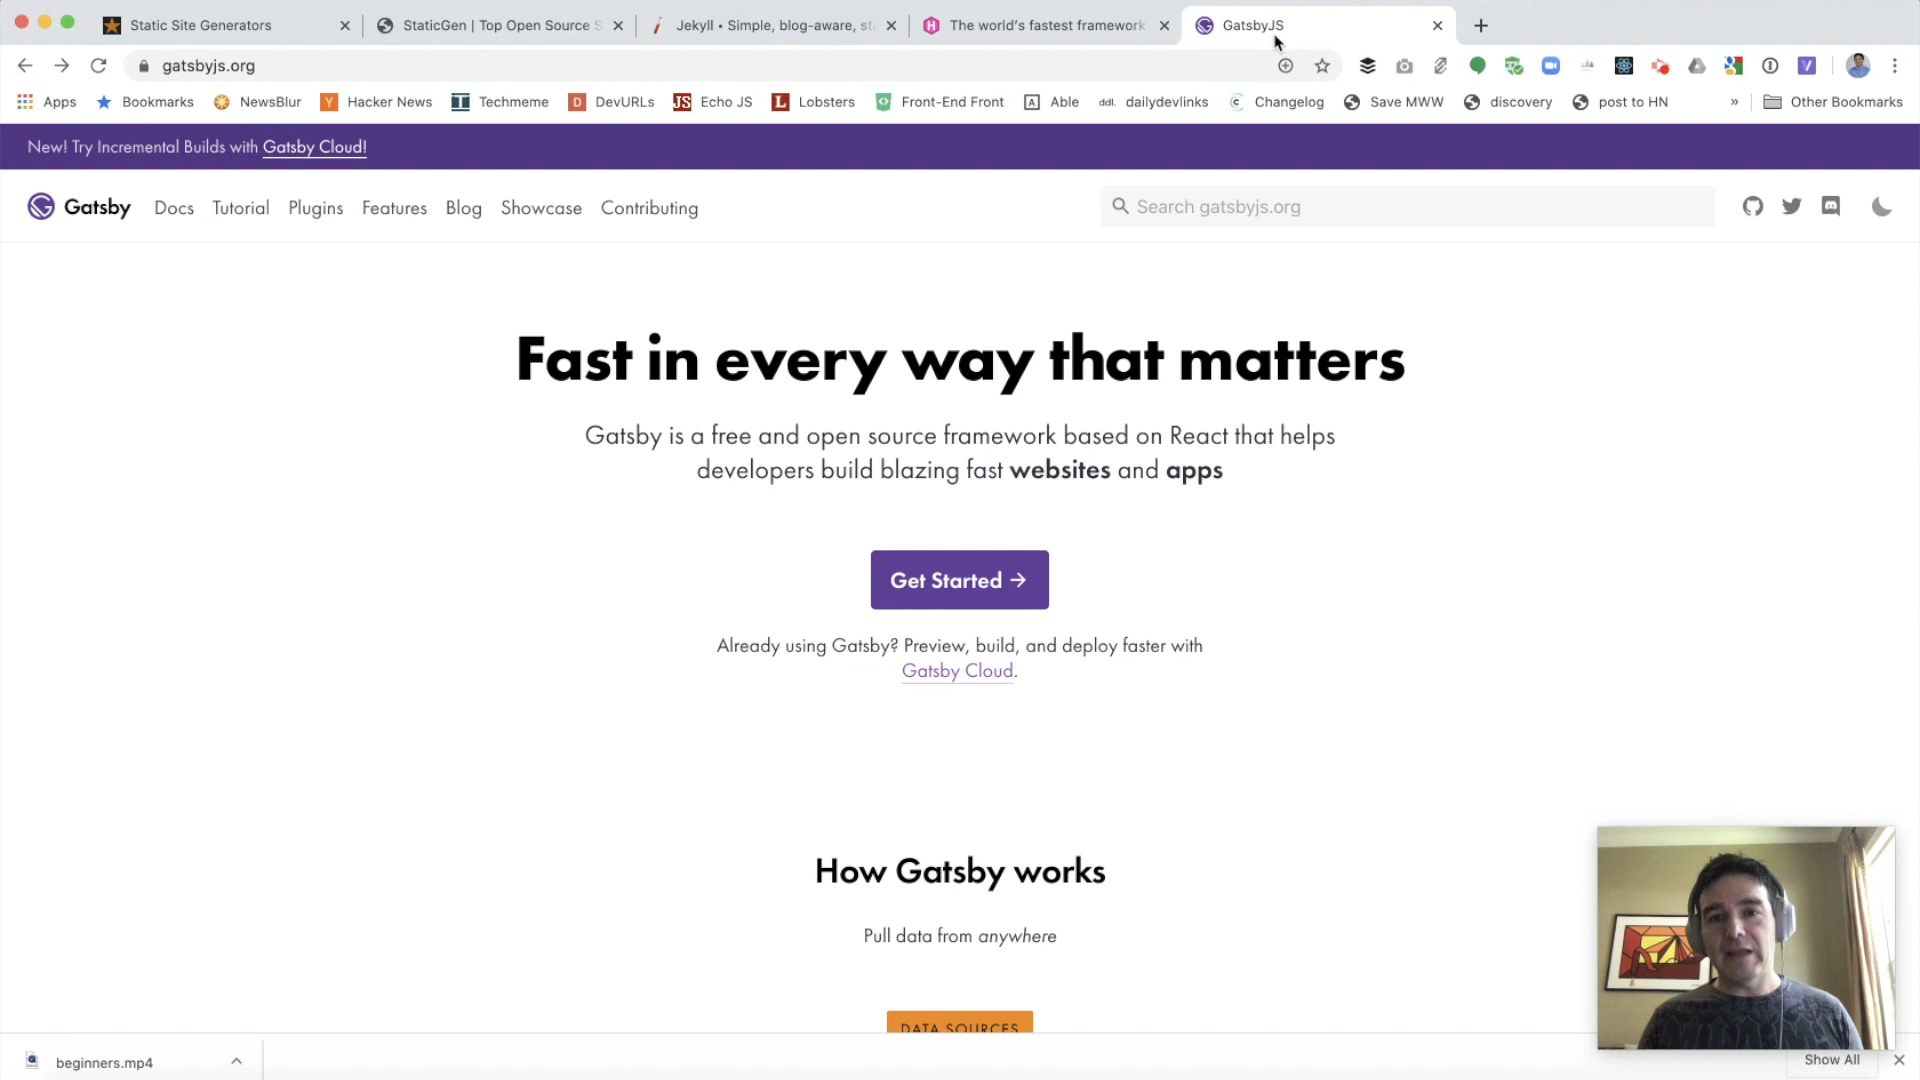 Static Site Generators
StaticGen | Top Open Source S
Jekyll • Simple, blog-aware, sta
The world's fastest framework
GatsbyJS
gatsbyjs.org
Apps
Bookmarks
NewsBlur
Hacker News
Techmeme
DevURLs
Echo JS
Lobsters
Front-End Front
Able
ddl. dailydevlinks
Changelog
Save MWW
discovery
post to HN
»
Other Bookmarks
New! Try Incremental Builds with Gatsby Cloud!
Gatsby
Docs
Tutorial
Plugins
Features
Blog
Showcase
Contributing
Search gatsbyjs.org
Fast in every way that matters
Gatsby is a free and open source framework based on React that helps
developers build blazing fast websites and apps
Get Started →
Already using Gatsby? Preview, build, and deploy faster with
Gatsby Cloud.
How Gatsby works
Pull data from anywhere
DATA SOURCES
beginners.mp4
Show All